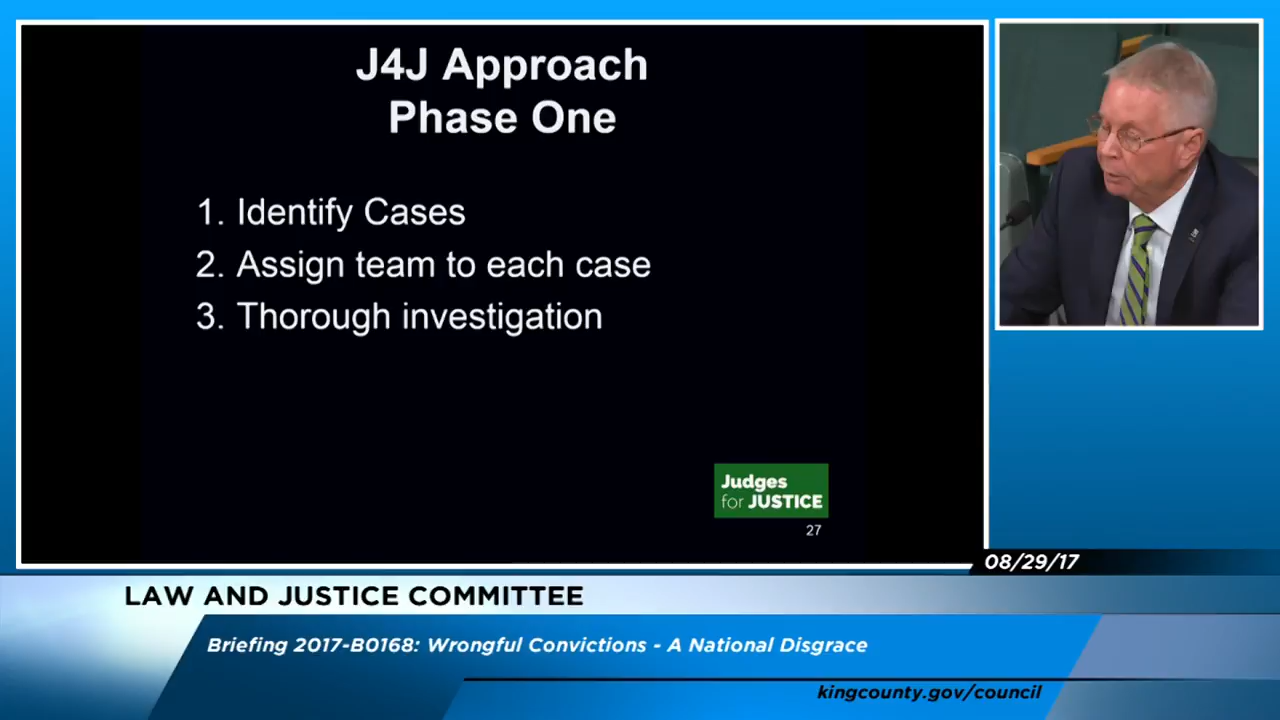 J4J Approach
Phase One
1. Identify Cases
2. Assign team to each case
3. Thorough investigation
Judges
for JUSTICE
27
08/29/17
LAW AND JUSTICE COMMITTEE
Briefing 2017-B0168: Wrongful Convictions - A National Disgrace
kingcounty.gov/council